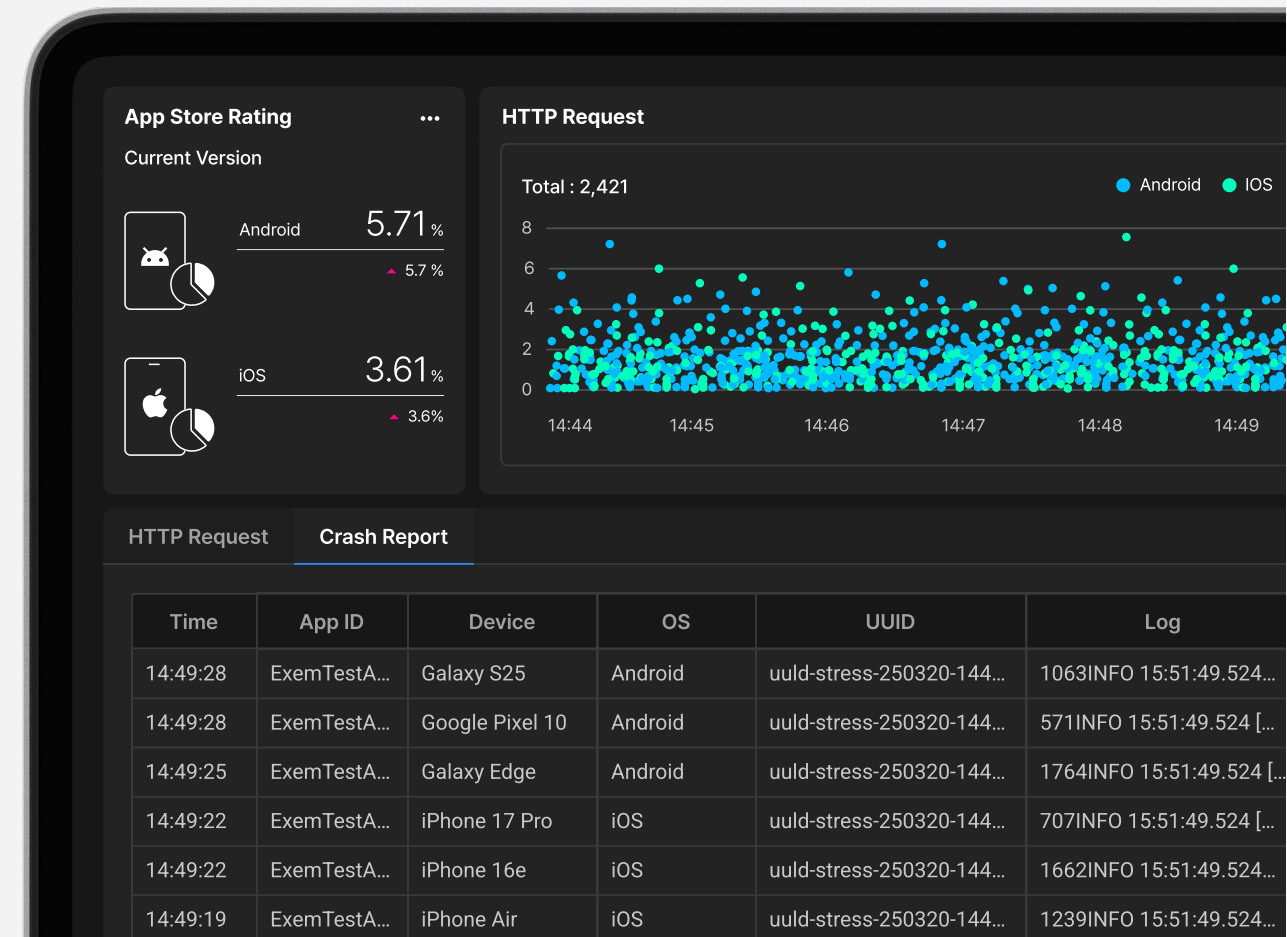 App Store Rating
Current Version
Android 5.71 %
5.7 %
iOS 3.61 %
3.6%
HTTP Request
Total : 2,421
Android IOS
8
6
4
2
0
14:44 14:45 14:46 14:47 14:48 14:49
HTTP Request Crash Report
Time App ID Device OS UUID Log
14:49:28 ExemTestA... Galaxy S25 Android uuld-stress-250320-144... 1063INFO 15:51:49.524...
14:49:28 ExemTestA... Google Pixel 10 Android uuld-stress-250320-144... 571INFO 15:51:49.524 [...
14:49:25 ExemTestA... Galaxy Edge Android uuld-stress-250320-144... 1764INFO 15:51:49.524 [...
14:49:22 ExemTestA... iPhone 17 Pro iOS uuld-stress-250320-144... 707INFO 15:51:49.524 [...
14:49:22 ExemTestA... iPhone 16e iOS uuld-stress-250320-144... 1662INFO 15:51:49.524...
14:49:19 ExemTestA... iPhone Air iOS uuld-stress-250320-144... 1239INFO 15:51:49.524...